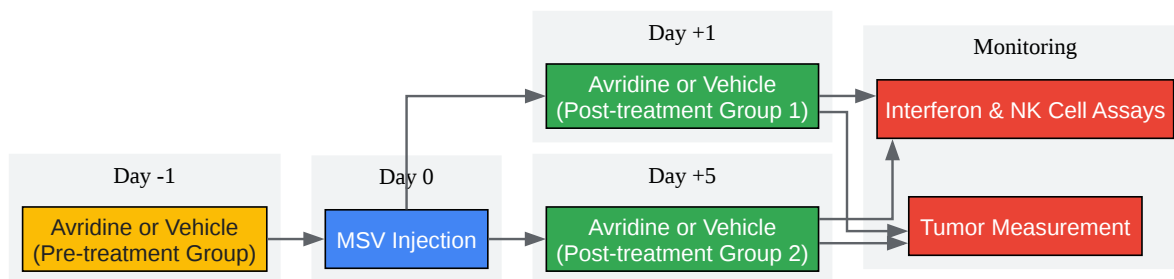 Day -1
Avridine or Vehicle
(Pre-treatment Group)
Day 0
MSV Injection
Day +1
Avridine or Vehicle
(Post-treatment Group 1)
Day +5
Avridine or Vehicle
(Post-treatment Group 2)
Monitoring
Interferon & NK Cell Assays
Tumor Measurement